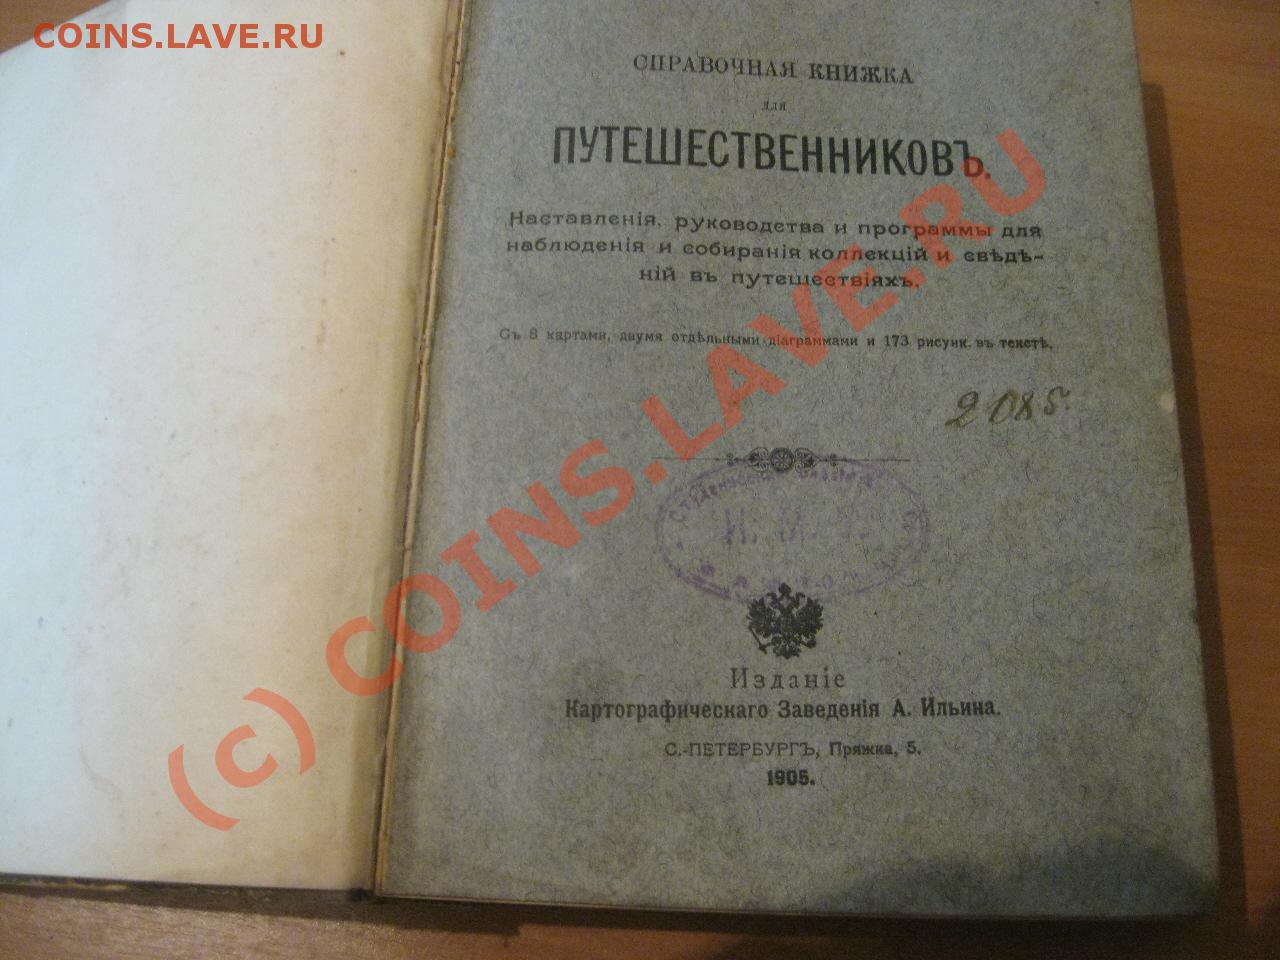 COINS.LAVE.RU
СПРАВОЧНАЯ КНИЖКА
для
ПУТЕШЕСТВЕННИКОВЪ.
Наставленія, руководства и программы для
наблюденія и собиранія коллекцій и свѣдѣ-
ній въ путешествіяхъ.
Съ 8 картами, двумя отдѣльными діаграммами и 173 рисунк. въ текстѣ.
2085.
Изданіе
Картографическаго Заведенія А. Ильина.
С.-ПЕТЕРБУРГЪ, Пряжка, 5.
1905.
(c) COINS.LAVE.RU